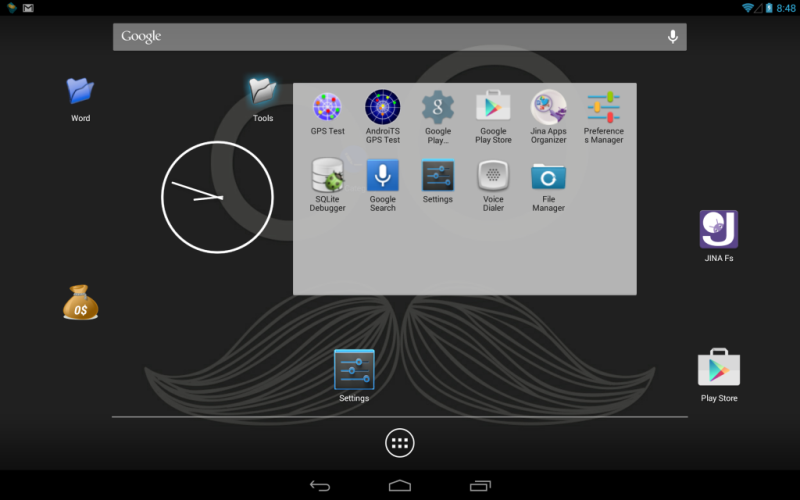 8:48
Google
Word
Tools
GPS Test
AndroiTS
GPS Test
Google
Play...
Google
Play Store
Jina Apps
Organizer
Preference
s Manager
SQLite
Debugger
Google
Search
Settings
Voice
Dialer
File
Manager
JINA Fs
0$
Settings
Play Store